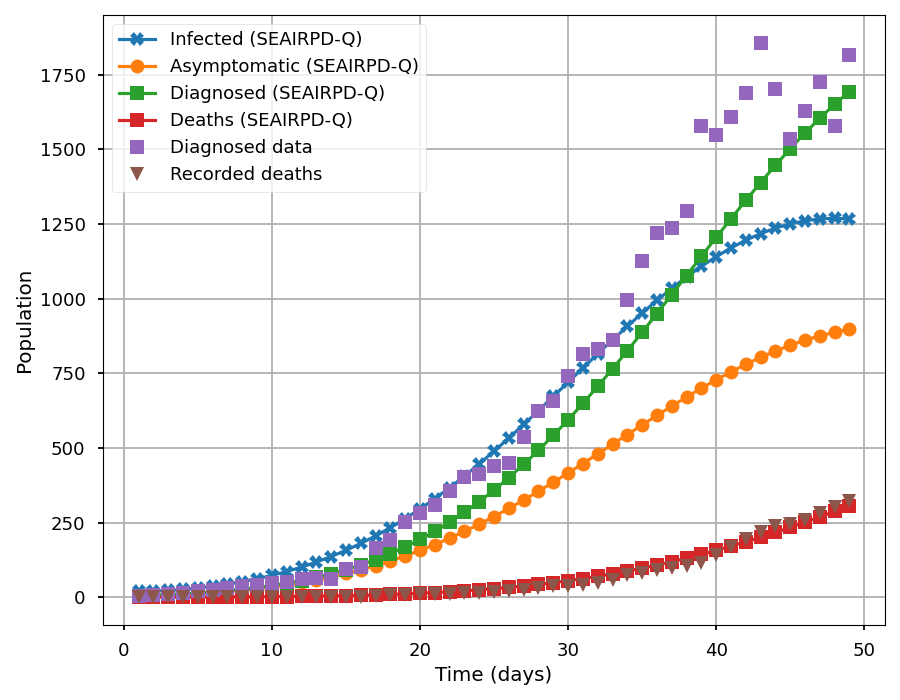 Infected (SEAIRPD-Q)
Asymptomatic (SEAIRPD-Q)
Diagnosed (SEAIRPD-Q)
Deaths (SEAIRPD-Q)
Diagnosed data
Recorded deaths
1750
1500
1250
1000
750
500
250
0
Population
0 10 20 30 40 50
Time (days)